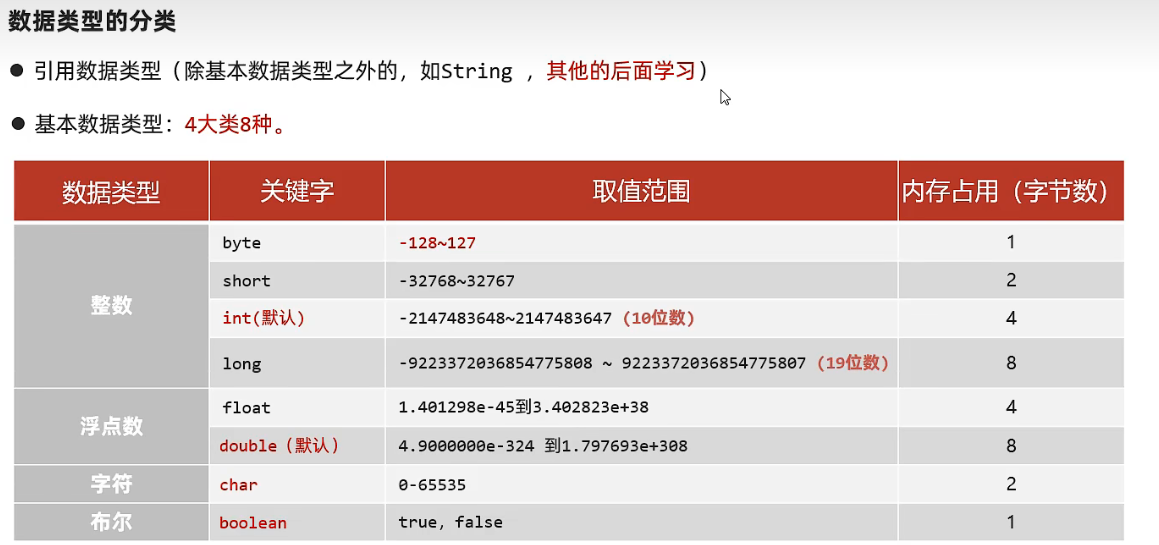 数据类型的分类
● 引用数据类型（除基本数据类型之外的，如String ，其他的后面学习）
● 基本数据类型：4大类8种。
数据类型 关键字 取值范围 内存占用（字节数）
整数 byte -128~127 1
short -32768~32767 2
int(默认) -2147483648~2147483647 (10位数) 4
long -9223372036854775808 ~ 9223372036854775807 (19位数) 8
浮点数 float 1.401298e-45到3.402823e+38 4
double（默认） 4.9000000e-324 到1.797693e+308 8
字符 char 0-65535 2
布尔 boolean true，false 1